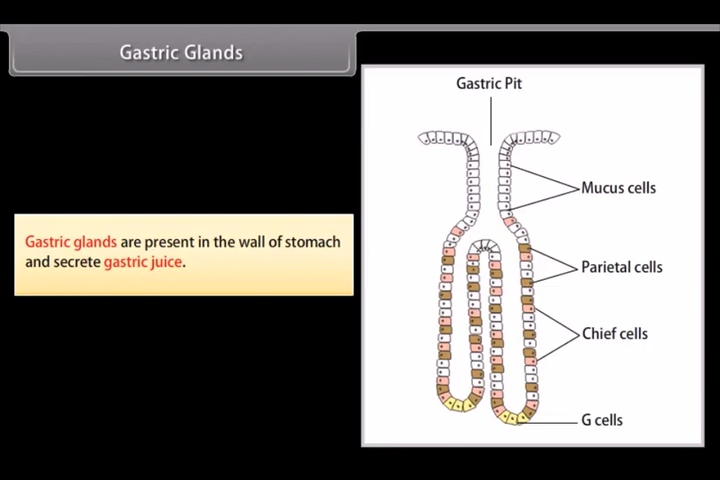 Gastric Glands
Gastric glands are present in the wall of stomach
and secrete gastric juice.
Gastric Pit
Mucus cells
Parietal cells
Chief cells
G cells